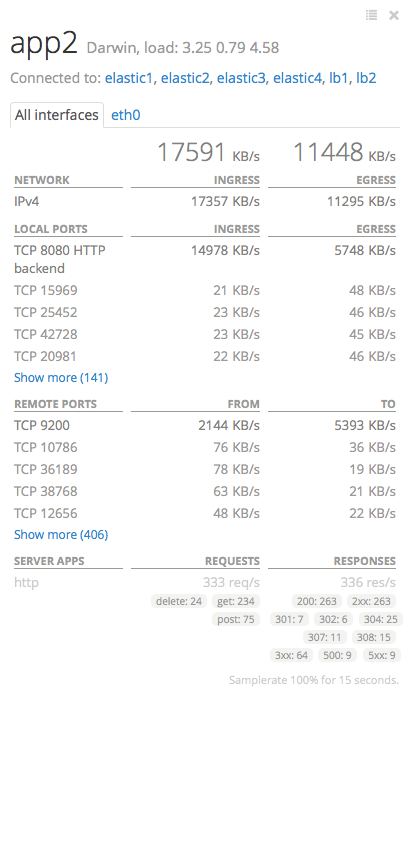 app2 Darwin, load: 3.25 0.79 4.58
Connected to: elastic1, elastic2, elastic3, elastic4, lb1, lb2
All interfaces eth0
17591 KB/s 11448 KB/s
NETWORK INGRESS EGRESS
IPv4 17357 KB/s 11295 KB/s
LOCAL PORTS INGRESS EGRESS
TCP 8080 HTTP 14978 KB/s 5748 KB/s
backend
TCP 15969 21 KB/s 48 KB/s
TCP 25452 23 KB/s 46 KB/s
TCP 42728 23 KB/s 45 KB/s
TCP 20981 22 KB/s 46 KB/s
Show more (141)
REMOTE PORTS FROM TO
TCP 9200 2144 KB/s 5393 KB/s
TCP 10786 76 KB/s 36 KB/s
TCP 36189 78 KB/s 19 KB/s
TCP 38768 63 KB/s 21 KB/s
TCP 12656 48 KB/s 22 KB/s
Show more (406)
SERVER APPS REQUESTS RESPONSES
http 333 req/s 336 res/s
delete: 24 get: 234 200: 263 2xx: 263
post: 75 301: 7 302: 6 304: 25
307: 11 308: 15
3xx: 64 500: 9 5xx: 9
Samplerate 100% for 15 seconds.